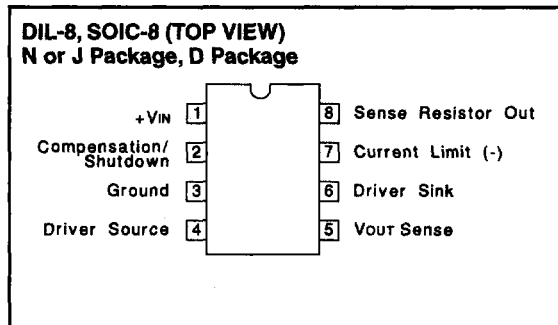 DIL-8, SOIC-8 (TOP VIEW)
N or J Package, D Package
+VIN 1
8 Sense Resistor Out
Compensation/
Shutdown 2
7 Current Limit (-)
Ground 3
6 Driver Sink
Driver Source 4
5 VOUT Sense